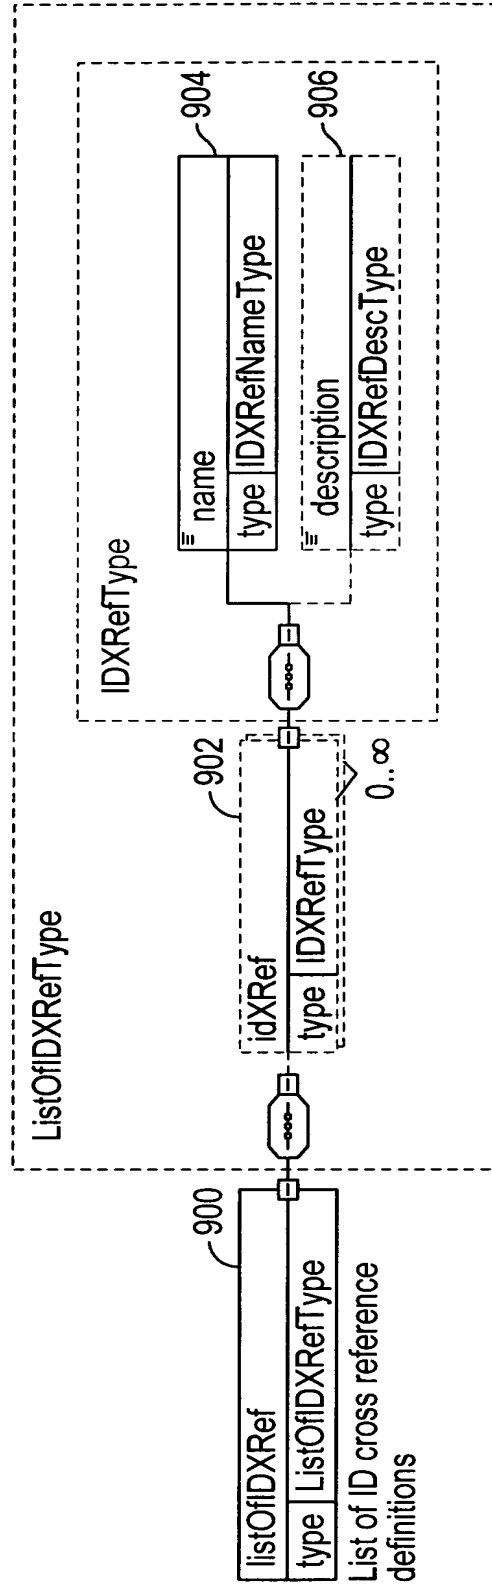 ListOfIDXRefType
IDXRefType
900
listOfIDXRef
type ListOfIDXRefType
List of ID cross reference
definitions
902
idXRef
type IDXRefType
0..∞
904
name
type IDXRefNameType
906
description
type IDXRefDescType